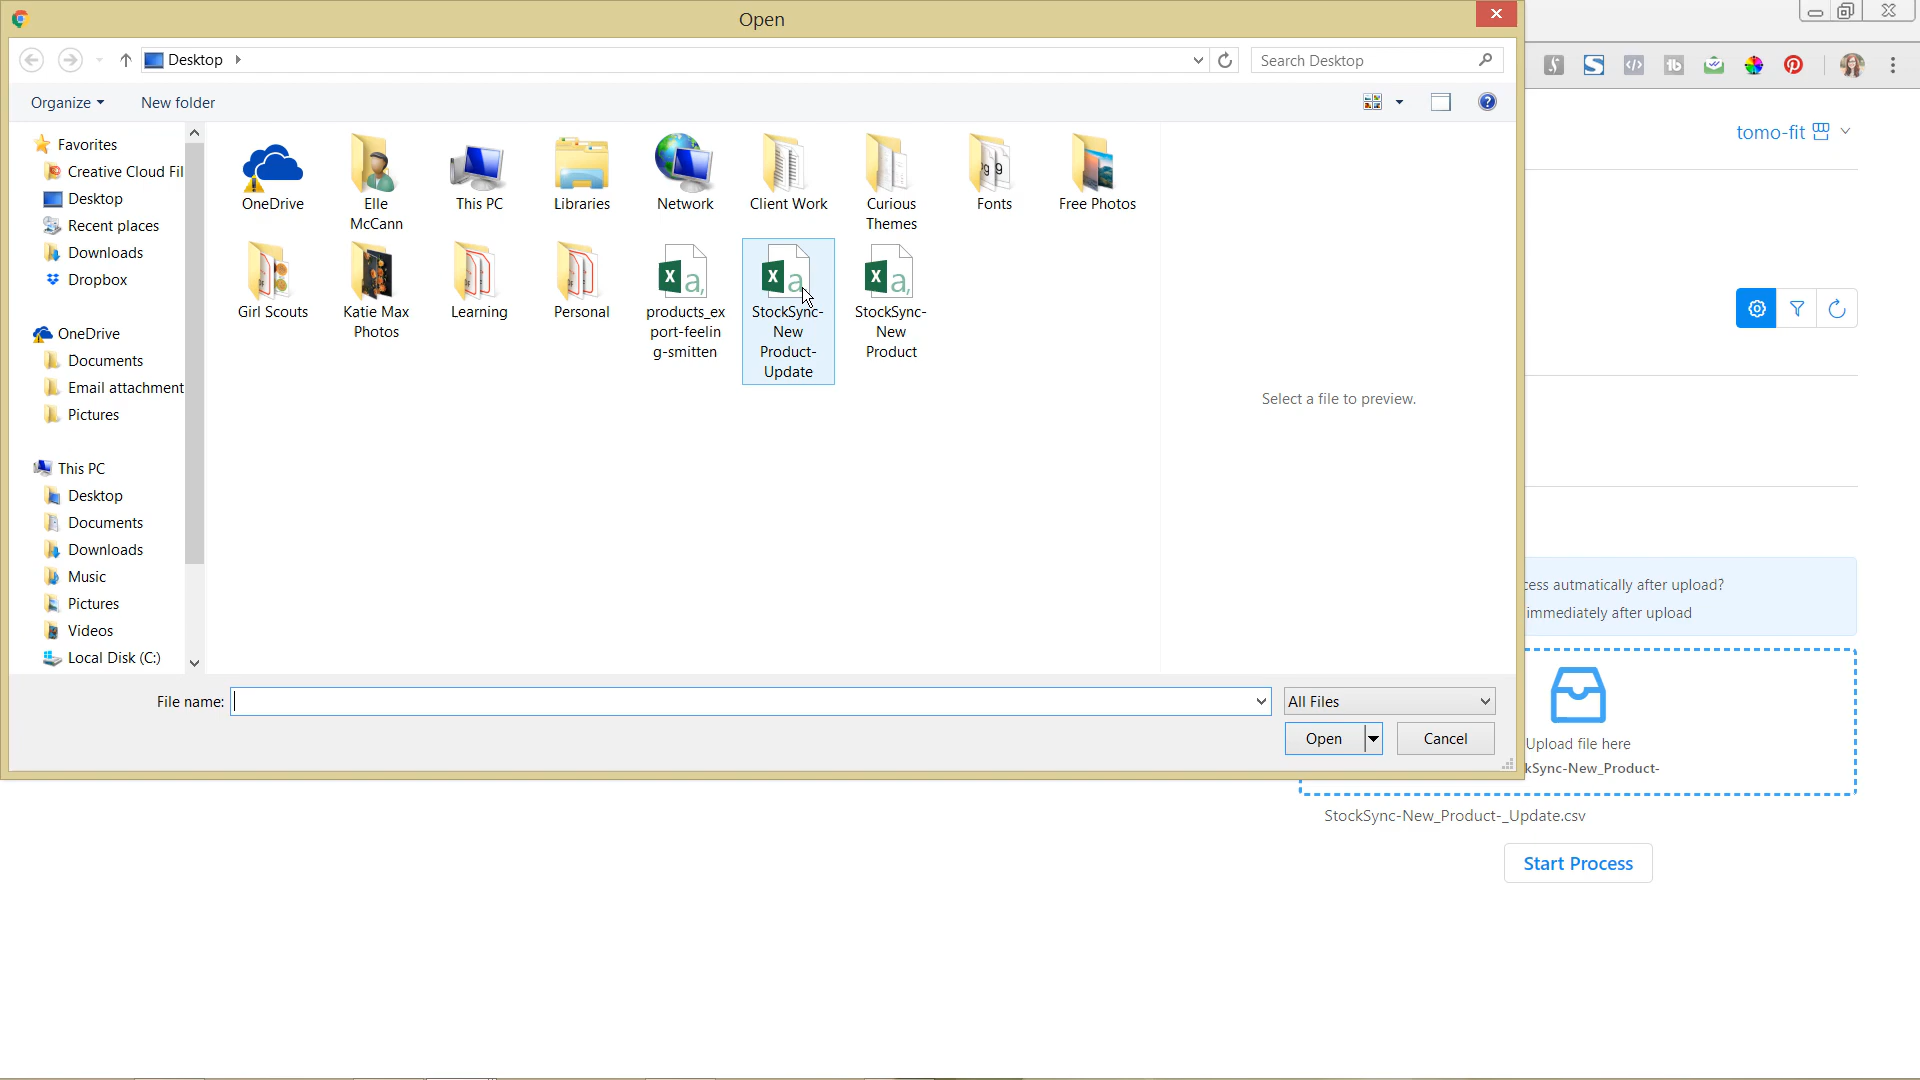 Open
Desktop
Search Desktop
Organize
New folder
Favorites
Creative Cloud Fil
Desktop
Recent places
Downloads
Dropbox
OneDrive
Documents
Email attachment
Pictures
This PC
Desktop
Documents
Downloads
Music
Pictures
Videos
Local Disk (C:)
OneDrive
Elle
McCann
This PC
Libraries
Network
Client Work
Curious
Themes
Fonts
Free Photos
Girl Scouts
Katie Max
Photos
Learning
Personal
products_ex
port-feelin
g-smitten
StockSync-
New
Product-
Update
StockSync-
New
Product
Select a file to preview.
File name:
All Files
Open
Cancel
tomo-fit
cess autmatically after upload?
immediately after upload
Upload file here
kSync-New_Product-
StockSync-New_Product-_Update.csv
Start Process